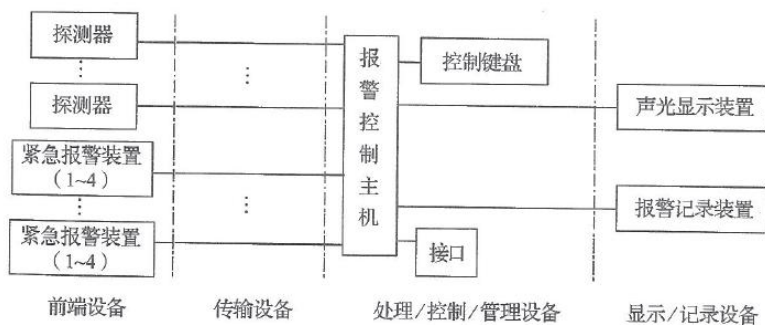 探测器
探测器
紧急报警装置
(1~4)
紧急报警装置
(1~4)
报警控制主机
控制键盘
接口
声光显示装置
报警记录装置
前端设备
传输设备
处理/控制/管理设备
显示/记录设备